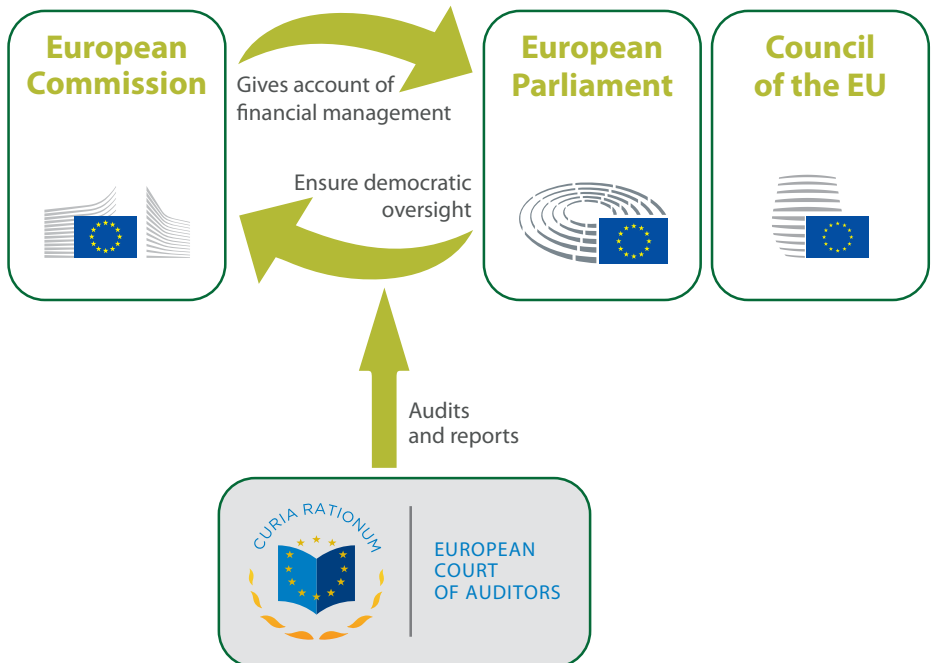 European
Commission
European
Parliament
Council
of the EU
Gives account of
financial management
Ensure democratic
oversight
Audits
and reports
CURIA RATIONUM
EUROPEAN
COURT
OF AUDITORS